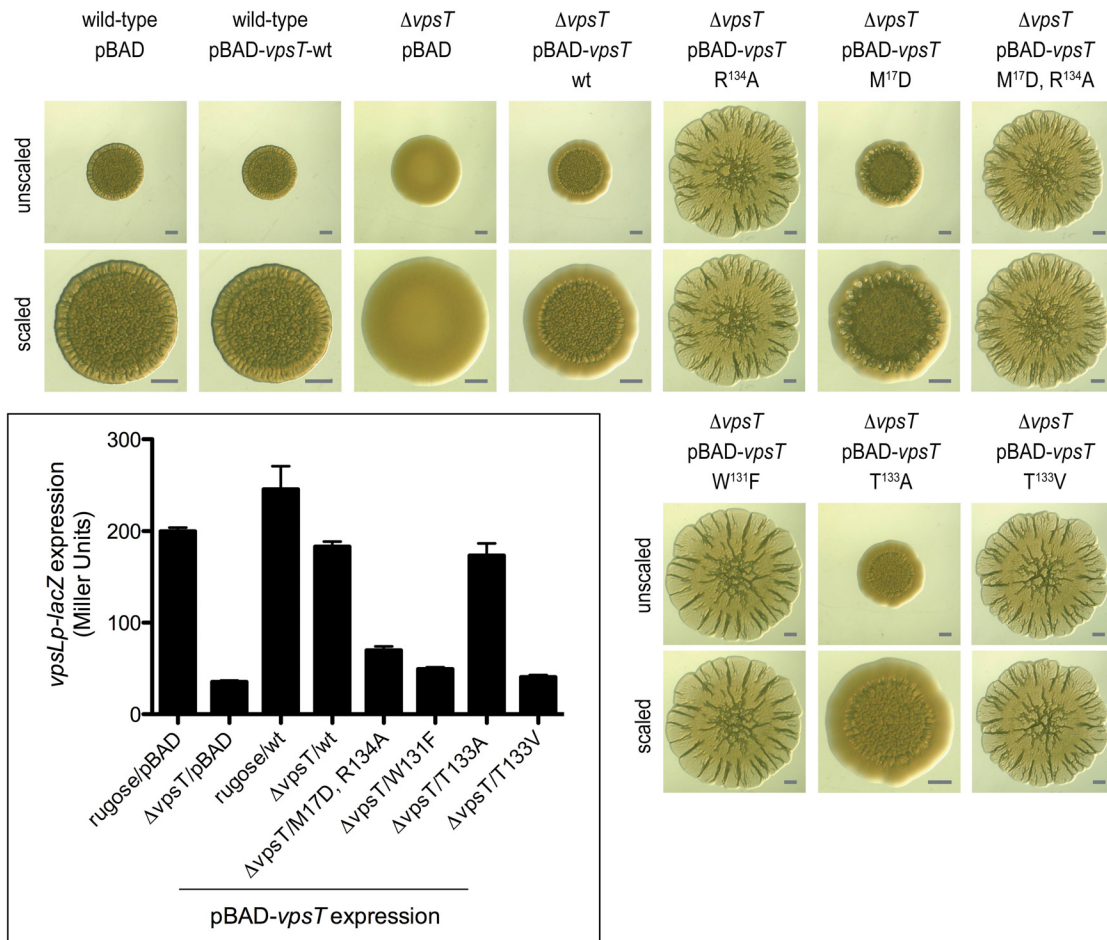 wild-type
pBAD
wild-type
pBAD-vpsT-wt
ΔvpsT
pBAD
ΔvpsT
pBAD-vpsT
wt
ΔvpsT
pBAD-vpsT
R¹³⁴A
ΔvpsT
pBAD-vpsT
M¹⁷D
ΔvpsT
pBAD-vpsT
M¹⁷D, R¹³⁴A
unscaled
scaled
300
200
100
0
vpsLp-lacZ expression
(Miller Units)
rugose/pBAD
ΔvpsT/pBAD
rugose/wt
ΔvpsT/wt
ΔvpsT/M17D, R134A
ΔvpsT/W131F
ΔvpsT/T133A
ΔvpsT/T133V
pBAD-vpsT expression
ΔvpsT
pBAD-vpsT
W¹³¹F
ΔvpsT
pBAD-vpsT
T¹³³A
ΔvpsT
pBAD-vpsT
T¹³³V
unscaled
scaled